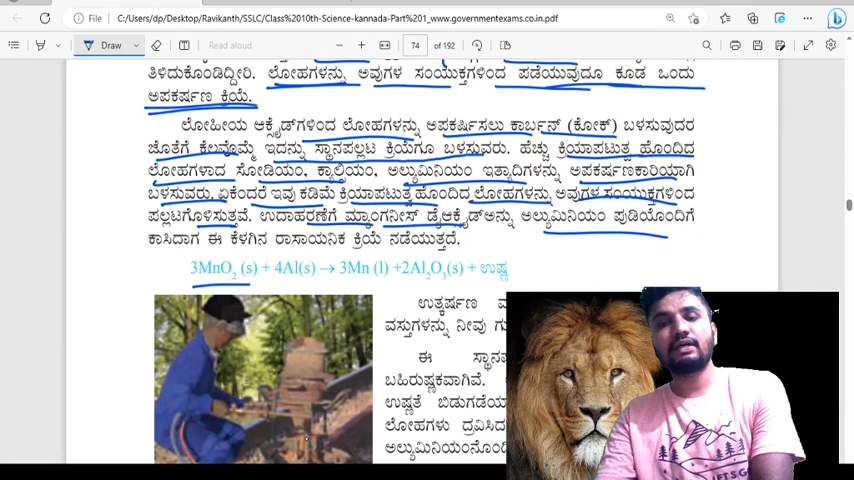 File
C:/Users/dp/Desktop/Ravikanth/SSLC/Class%2010th-Science-kannada-Part%201_www.governmentexams.co.in.pdf
Draw
Read aloud
74 of 192
ತಿಳಿದುಕೊಂಡಿದ್ದೀರಿ. ಲೋಹಗಳನ್ನು ಅವುಗಳ ಸಂಯುಕ್ತಗಳಿಂದ ಪಡೆಯುವುದೂ ಕೂಡ ಒಂದು
ಅಪಕರ್ಷಣ ಕ್ರಿಯೆ.
ಲೋಹೀಯ ಆಕ್ಸೈಡ್‌ಗಳಿಂದ ಲೋಹಗಳನ್ನು ಅಪಕರ್ಷಿಸಲು ಕಾರ್ಬನ್ (ಕೋಕ್) ಬಳಸುವುದರ
ಜೊತೆಗೆ ಕೆಲವೊಮ್ಮೆ ಇದನ್ನು ಸ್ಥಾನಪಲ್ಲಟ ಕ್ರಿಯೆಗೂ ಬಳಸುವರು. ಹೆಚ್ಚು ಕ್ರಿಯಾಪಟುತ್ವ ಹೊಂದಿದ
ಲೋಹಗಳಾದ ಸೋಡಿಯಂ, ಕ್ಯಾಲ್ಸಿಯಂ, ಅಲ್ಯುಮಿನಿಯಂ ಇತ್ಯಾದಿಗಳನ್ನು ಅಪಕರ್ಷಣಕಾರಿಯಾಗಿ
ಬಳಸುವರು. ಏಕೆಂದರೆ ಇವು ಕಡಿಮೆ ಕ್ರಿಯಾಪಟುತ್ವ ಹೊಂದಿದ ಲೋಹಗಳನ್ನು ಅವುಗಳ ಸಂಯುಕ್ತಗಳಿಂದ
ಪಲ್ಲಟಗೊಳಿಸುತ್ತವೆ. ಉದಾಹರಣೆಗೆ ಮ್ಯಾಂಗನೀಸ್ ಡೈಆಕ್ಸೈಡ್‌ಅನ್ನು ಅಲ್ಯುಮಿನಿಯಂ ಪುಡಿಯೊಂದಿಗೆ
ಕಾಸಿದಾಗ ಈ ಕೆಳಗಿನ ರಾಸಾಯನಿಕ ಕ್ರಿಯೆ ನಡೆಯುತ್ತದೆ.
3MnO₂ (s) + 4Al(s) → 3Mn (l) +2Al₂O₃(s) + ಉಷ್ಣ
ಉತ್ಕರ್ಷಣ
ವಸ್ತುಗಳನ್ನು ನೀವು
ಈ
ಬಹಿರುಷ್ಣಕವಾಗಿವೆ.
ಉಷ್ಣತೆ
ಲೋಹಗಳು